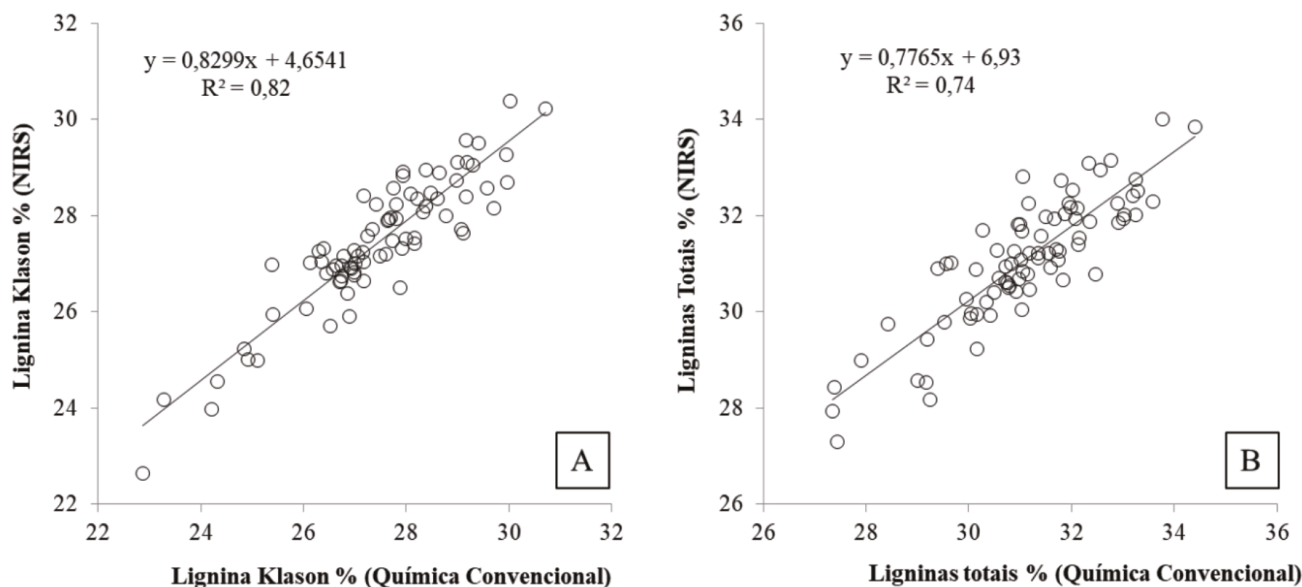 y = 0,8299x + 4,6541
R² = 0,82
Lignina Klason % (NIRS)
32
30
28
26
24
22
22 24 26 28 30 32
Lignina Klason % (Química Convencional)
A
y = 0,7765x + 6,93
R² = 0,74
Ligninas Totais % (NIRS)
36
34
32
30
28
26
26 28 30 32 34 36
Ligninas totais % (Química Convencional)
B